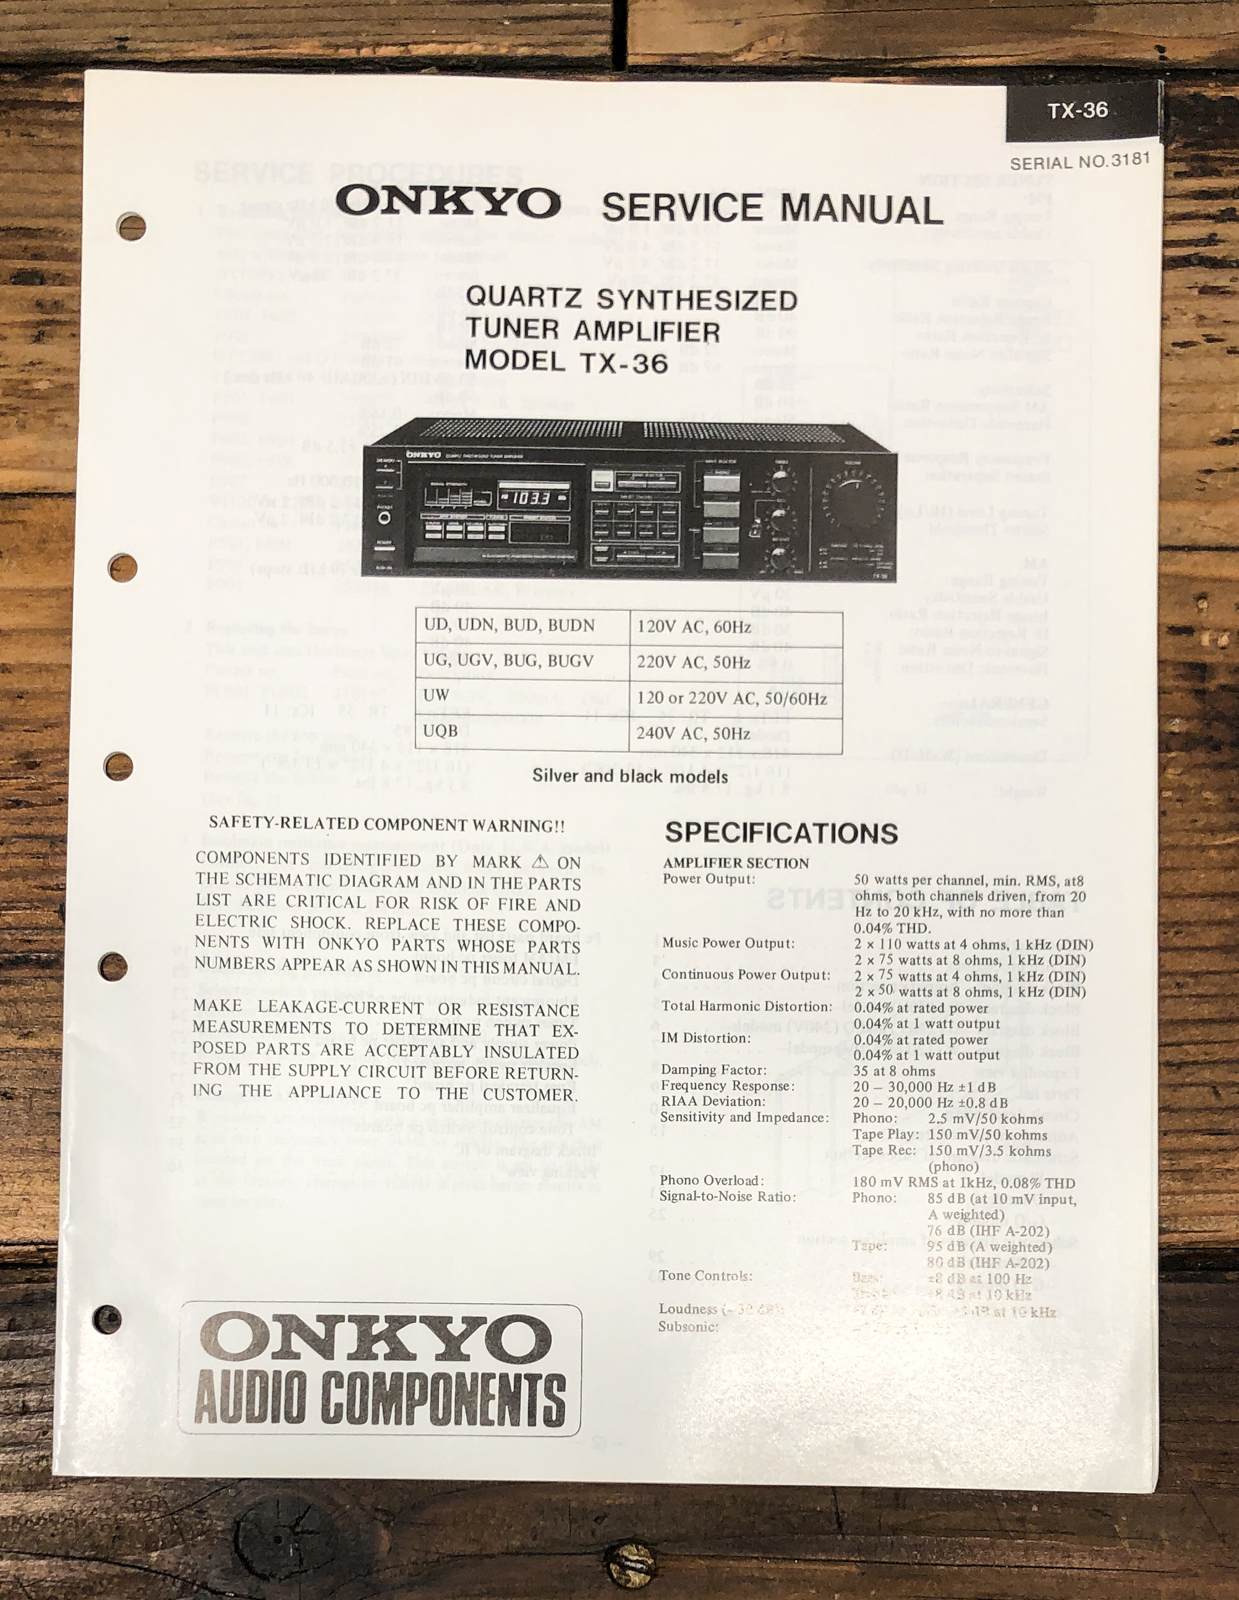 TX-36
SERIAL NO.3181
ONKYO SERVICE MANUAL
QUARTZ SYNTHESIZED
TUNER AMPLIFIER
MODEL TX-36
ONKYO
103.3
UD, UDN, BUD, BUDN 120V AC, 60Hz
UG, UGV, BUG, BUGV 220V AC, 50Hz
UW 120 or 220V AC, 50/60Hz
UQB 240V AC, 50Hz
Silver and black models
SAFETY-RELATED COMPONENT WARNING!!
COMPONENTS IDENTIFIED BY MARK ⚠ ON
THE SCHEMATIC DIAGRAM AND IN THE PARTS
LIST ARE CRITICAL FOR RISK OF FIRE AND
ELECTRIC SHOCK. REPLACE THESE COMPO-
NENTS WITH ONKYO PARTS WHOSE PARTS
NUMBERS APPEAR AS SHOWN IN THIS MANUAL.
MAKE LEAKAGE-CURRENT OR RESISTANCE
MEASUREMENTS TO DETERMINE THAT EX-
POSED PARTS ARE ACCEPTABLY INSULATED
FROM THE SUPPLY CIRCUIT BEFORE RETURN-
ING THE APPLIANCE TO THE CUSTOMER.
ONKYO
AUDIO COMPONENTS
SPECIFICATIONS
AMPLIFIER SECTION
Power Output: 50 watts per channel, min. RMS, at8
ohms, both channels driven, from 20
Hz to 20 kHz, with no more than
0.04% THD.
Music Power Output: 2 x 110 watts at 4 ohms, 1 kHz (DIN)
2 x 75 watts at 8 ohms, 1 kHz (DIN)
Continuous Power Output: 2 x 75 watts at 4 ohms, 1 kHz (DIN)
2 x 50 watts at 8 ohms, 1 kHz (DIN)
Total Harmonic Distortion: 0.04% at rated power
0.04% at 1 watt output
IM Distortion: 0.04% at rated power
0.04% at 1 watt output
Damping Factor: 35 at 8 ohms
Frequency Response: 20 – 30,000 Hz ±1 dB
RIAA Deviation: 20 – 20,000 Hz ±0.8 dB
Sensitivity and Impedance: Phono: 2.5 mV/50 kohms
Tape Play: 150 mV/50 kohms
Tape Rec: 150 mV/3.5 kohms
(phono)
Phono Overload: 180 mV RMS at 1kHz, 0.08% THD
Signal-to-Noise Ratio: Phono: 85 dB (at 10 mV input,
A weighted)
76 dB (IHF A-202)
Tape: 95 dB (A weighted)
80 dB (IHF A-202)
Tone Controls: Bass: ±8 dB at 100 Hz
±8 dB at 10 kHz
Loudness at 10 kHz
Subsonic: